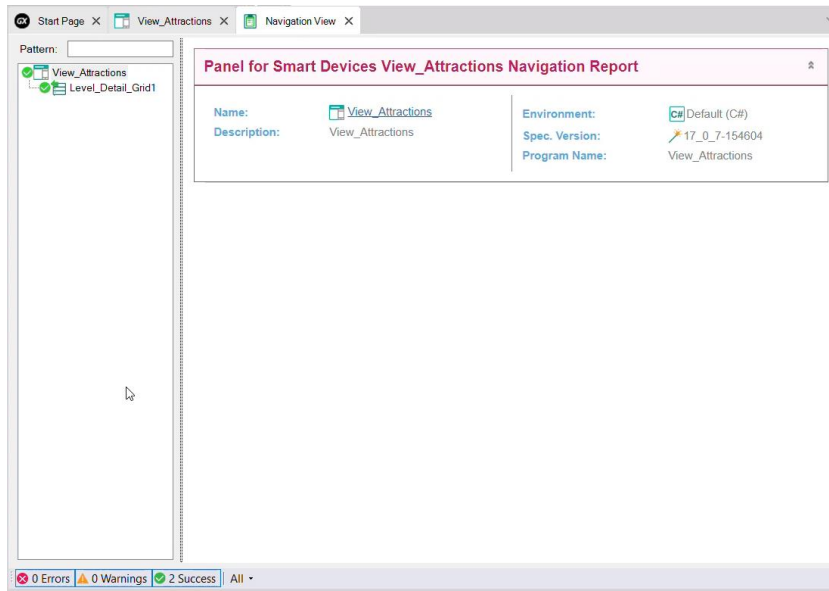 GX Start Page X View_Attractions X Navigation View X
Pattern:
View_Attractions
Level_Detail_Grid1
Panel for Smart Devices View_Attractions Navigation Report
Name: View_Attractions
Description: View_Attractions
Environment: C# Default (C#)
Spec. Version: 17_0_7-154604
Program Name: View_Attractions
0 Errors 0 Warnings 2 Success All